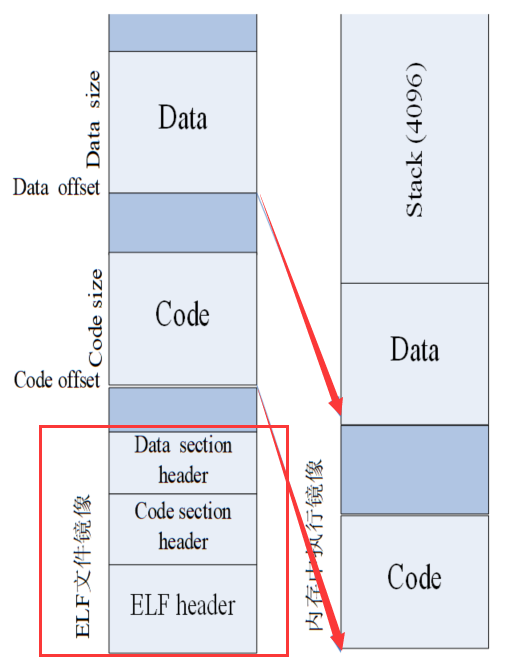 Data size
Data
Data offset
Code size
Code
Code offset
Data section
header
Code section
header
ELF header
ELF文件镜像
Stack (4096)
Data
Code
内存中执行镜像